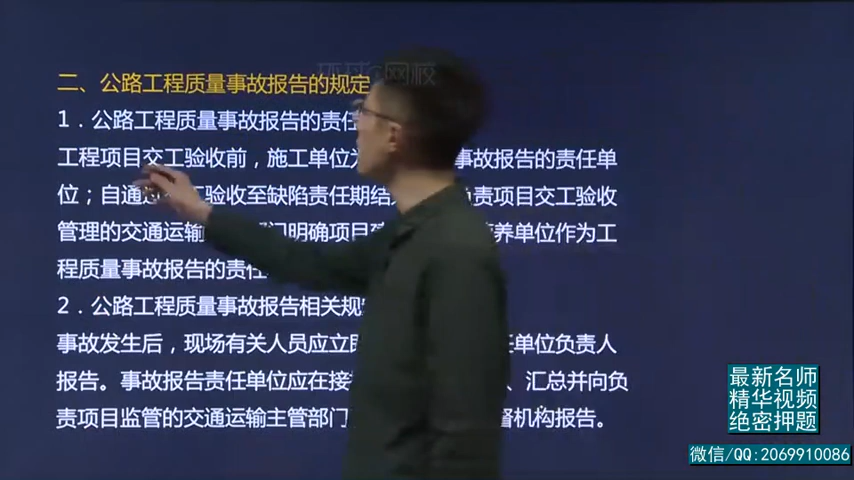 环球网校
二、公路工程质量事故报告的规定
1．公路工程质量事故报告的责
工程项目交工验收前，施工单位 事故报告的责任单
位；自通 工验收至缺陷责任期结 责项目交工验收
管理的交通运输 门明确项目 养单位作为工
程质量事故报告的责
2．公路工程质量事故报告相关规
事故发生后，现场有关人员应立 单位负责人
报告。事故报告责任单位应在接 、汇总并向负
责项目监管的交通运输主管部门 督机构报告。
最新名师
精华视频
绝密押题
微信/QQ:2069910086